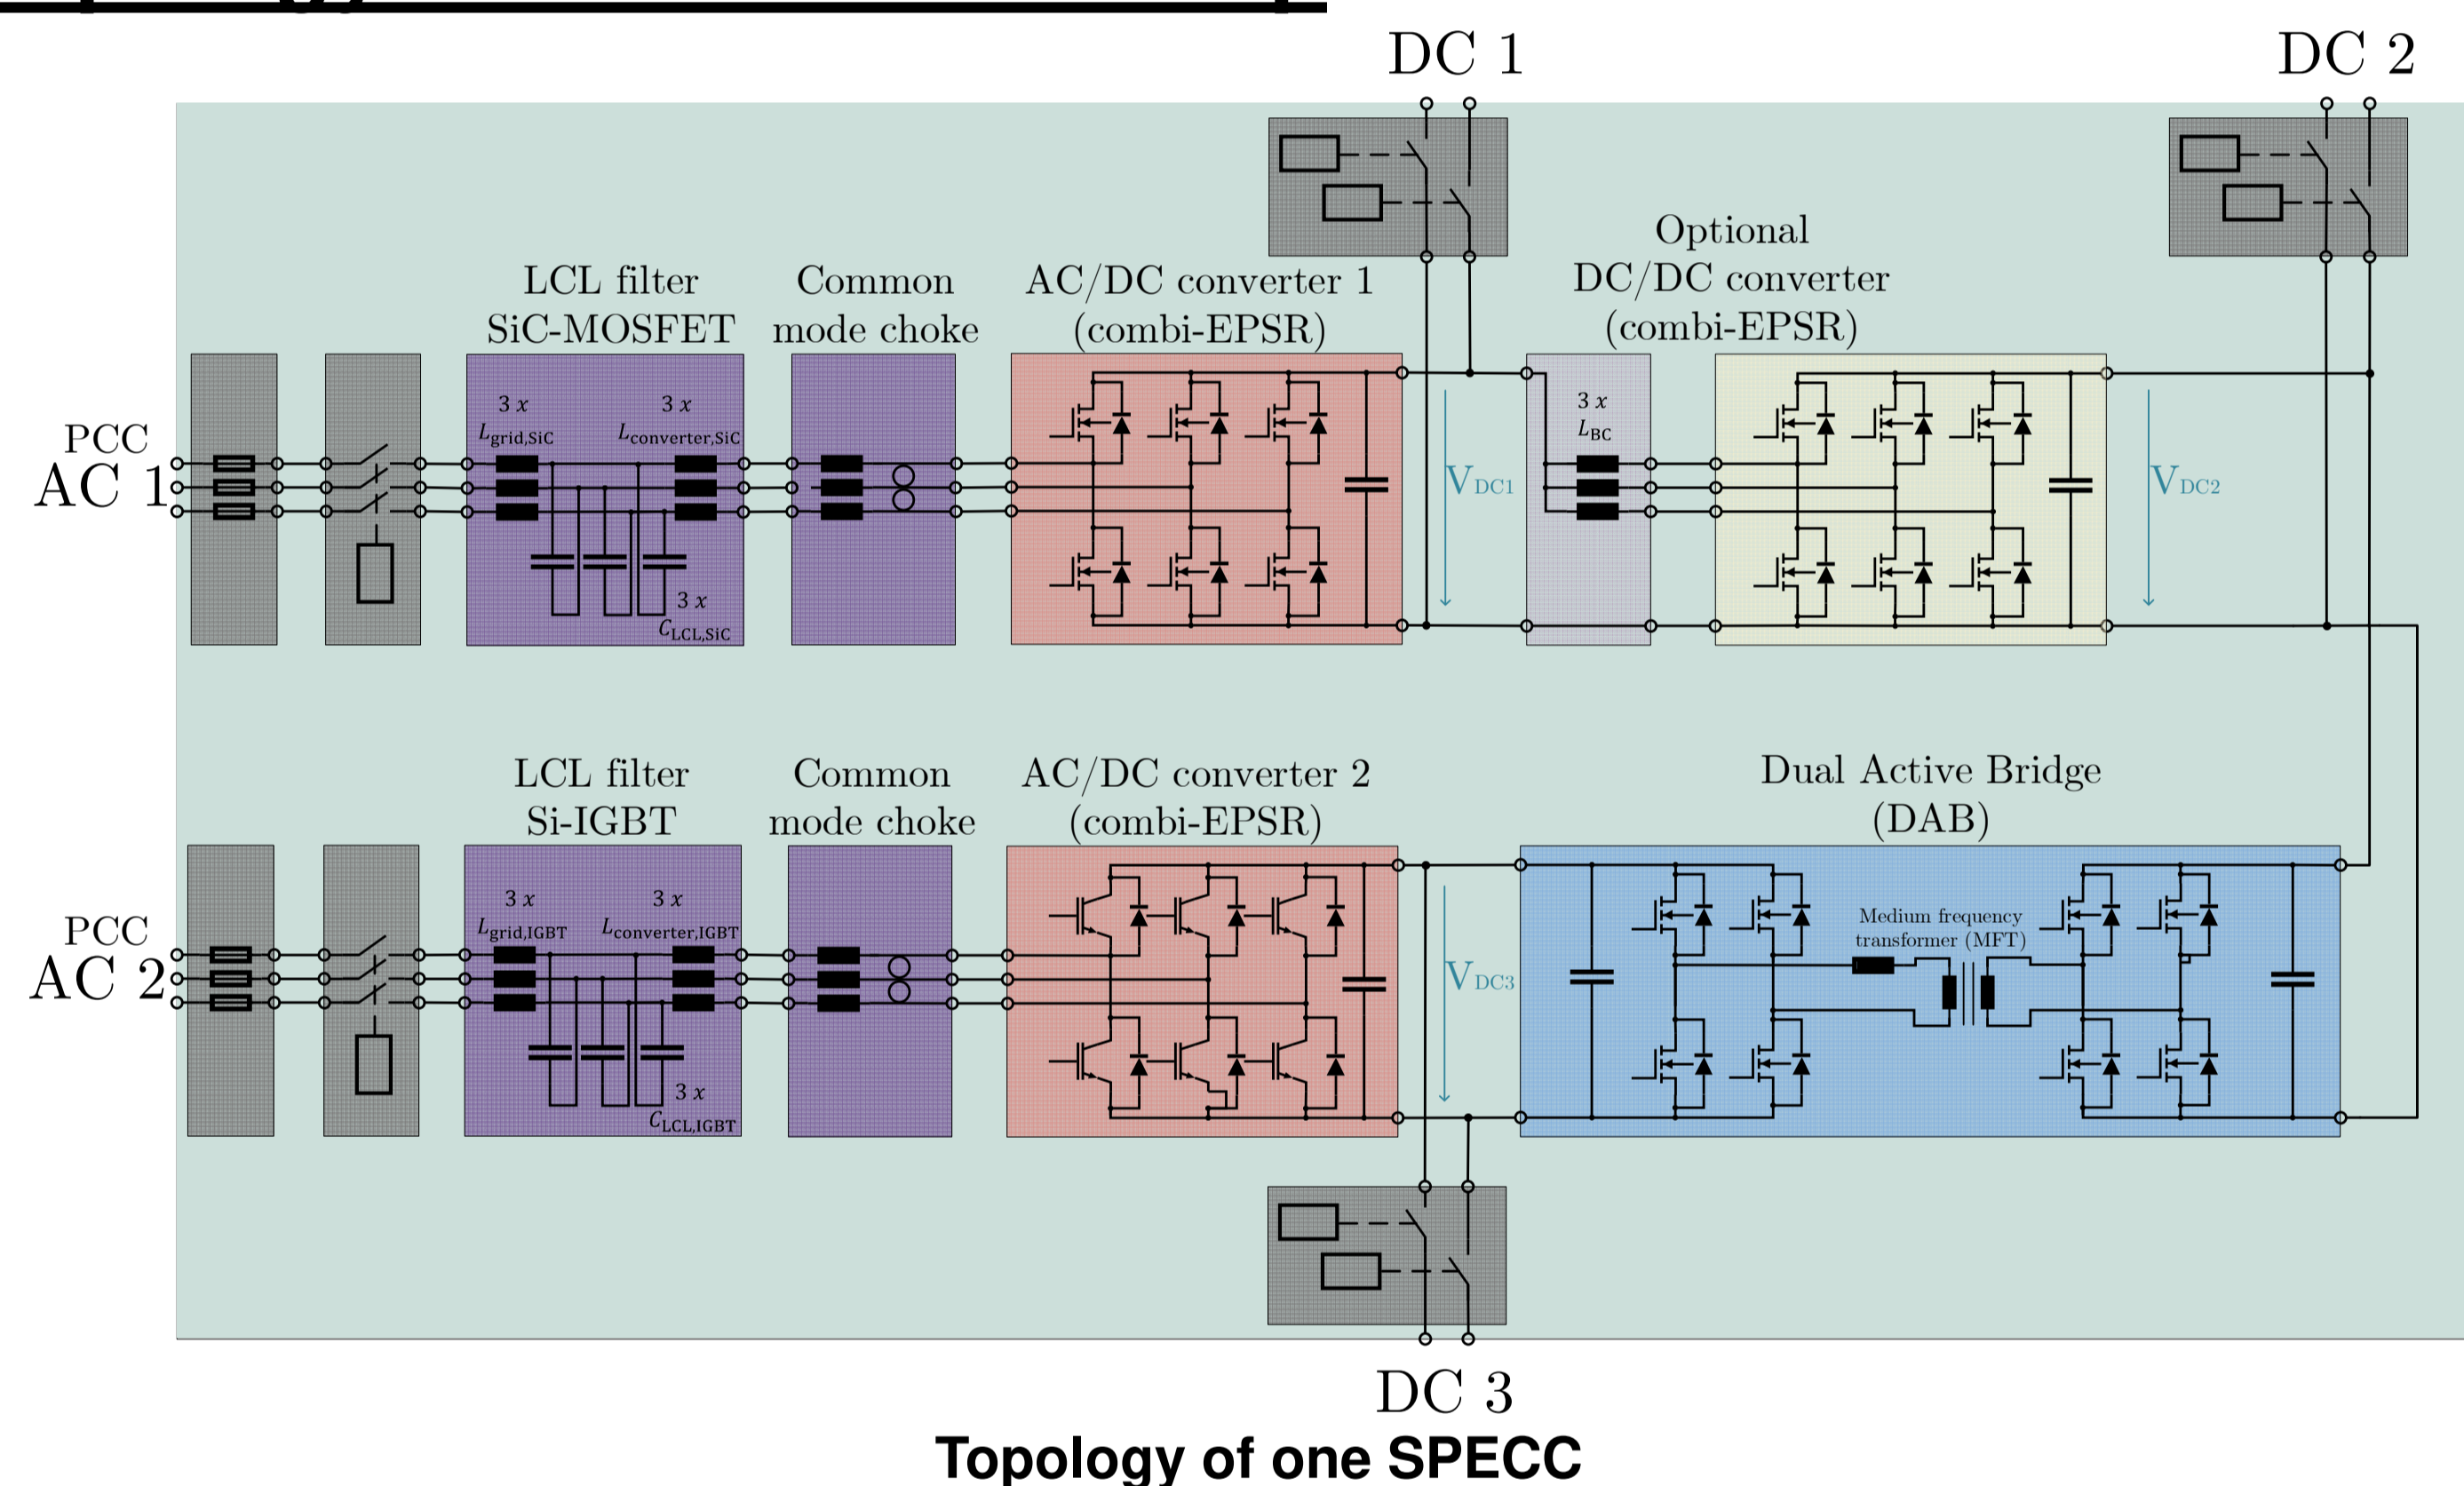 DC 1
DC 2
Optional
DC/DC converter
(combi-EPSR)
LCL filter
SiC-MOSFET
Common
mode choke
AC/DC converter 1
(combi-EPSR)
3 x
L_grid,SiC
3 x
L_converter,SiC
3 x
L_BC
PCC
AC 1
V_DC1
V_DC2
3 x
C_LCL,SiC
LCL filter
Si-IGBT
Common
mode choke
AC/DC converter 2
(combi-EPSR)
Dual Active Bridge
(DAB)
3 x
L_grid,IGBT
3 x
L_converter,IGBT
Medium frequency
transformer (MFT)
PCC
AC 2
V_DC3
3 x
C_LCL,IGBT
DC 3
Topology of one SPECC